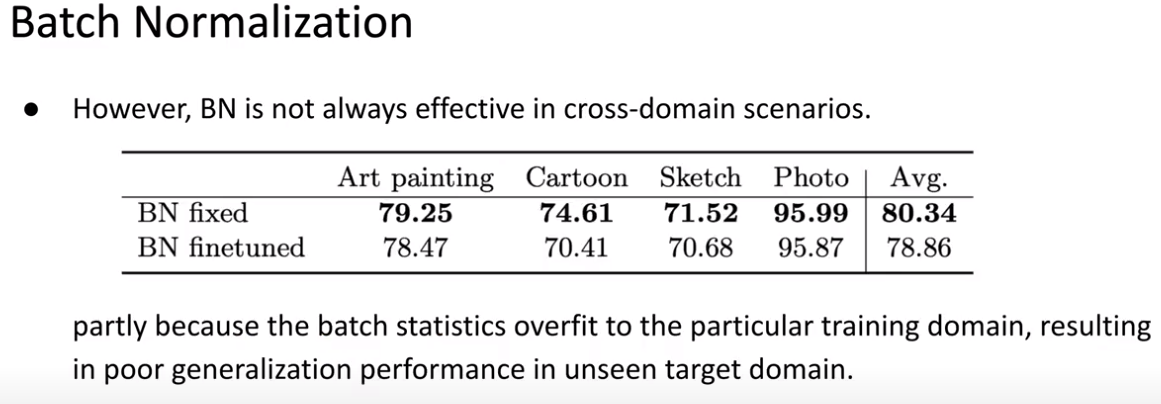 Batch Normalization
● However, BN is not always effective in cross-domain scenarios.
Art painting Cartoon Sketch Photo Avg.
BN fixed 79.25 74.61 71.52 95.99 80.34
BN finetuned 78.47 70.41 70.68 95.87 78.86
partly because the batch statistics overfit to the particular training domain, resulting
in poor generalization performance in unseen target domain.